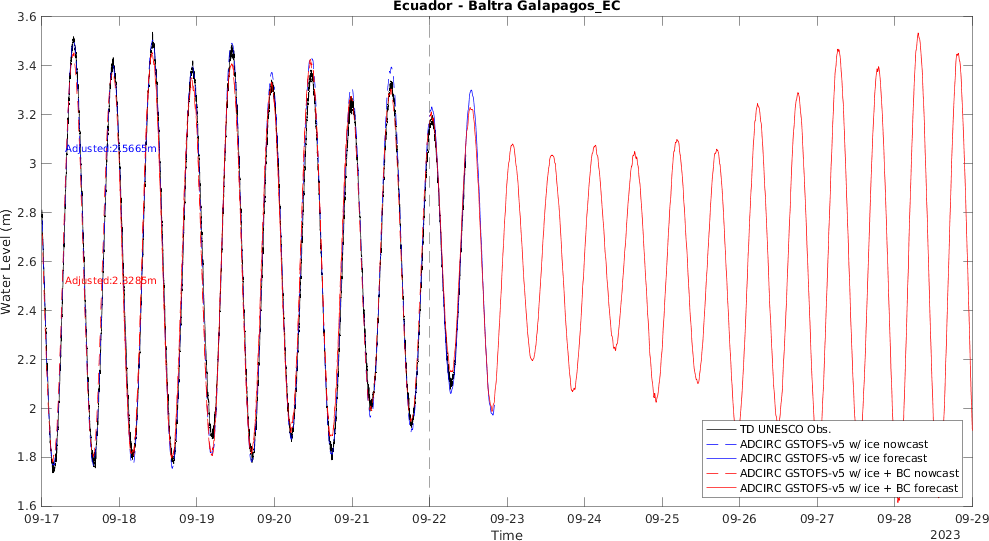 Ecuador - Baltra Galapagos_EC
3.6
3.4
3.2
3
2.8
2.6
2.4
2.2
2
1.8
1.6
Water Level (m)
Adjusted:2.5665m
Adjusted:2.3285m
TD UNESCO Obs.
ADCIRC GSTOFS-v5 w/ ice nowcast
ADCIRC GSTOFS-v5 w/ ice forecast
ADCIRC GSTOFS-v5 w/ ice + BC nowcast
ADCIRC GSTOFS-v5 w/ ice + BC forecast
09-17 09-18 09-19 09-20 09-21 09-22 09-23 09-24 09-25 09-26 09-27 09-28 09-29
Time
2023